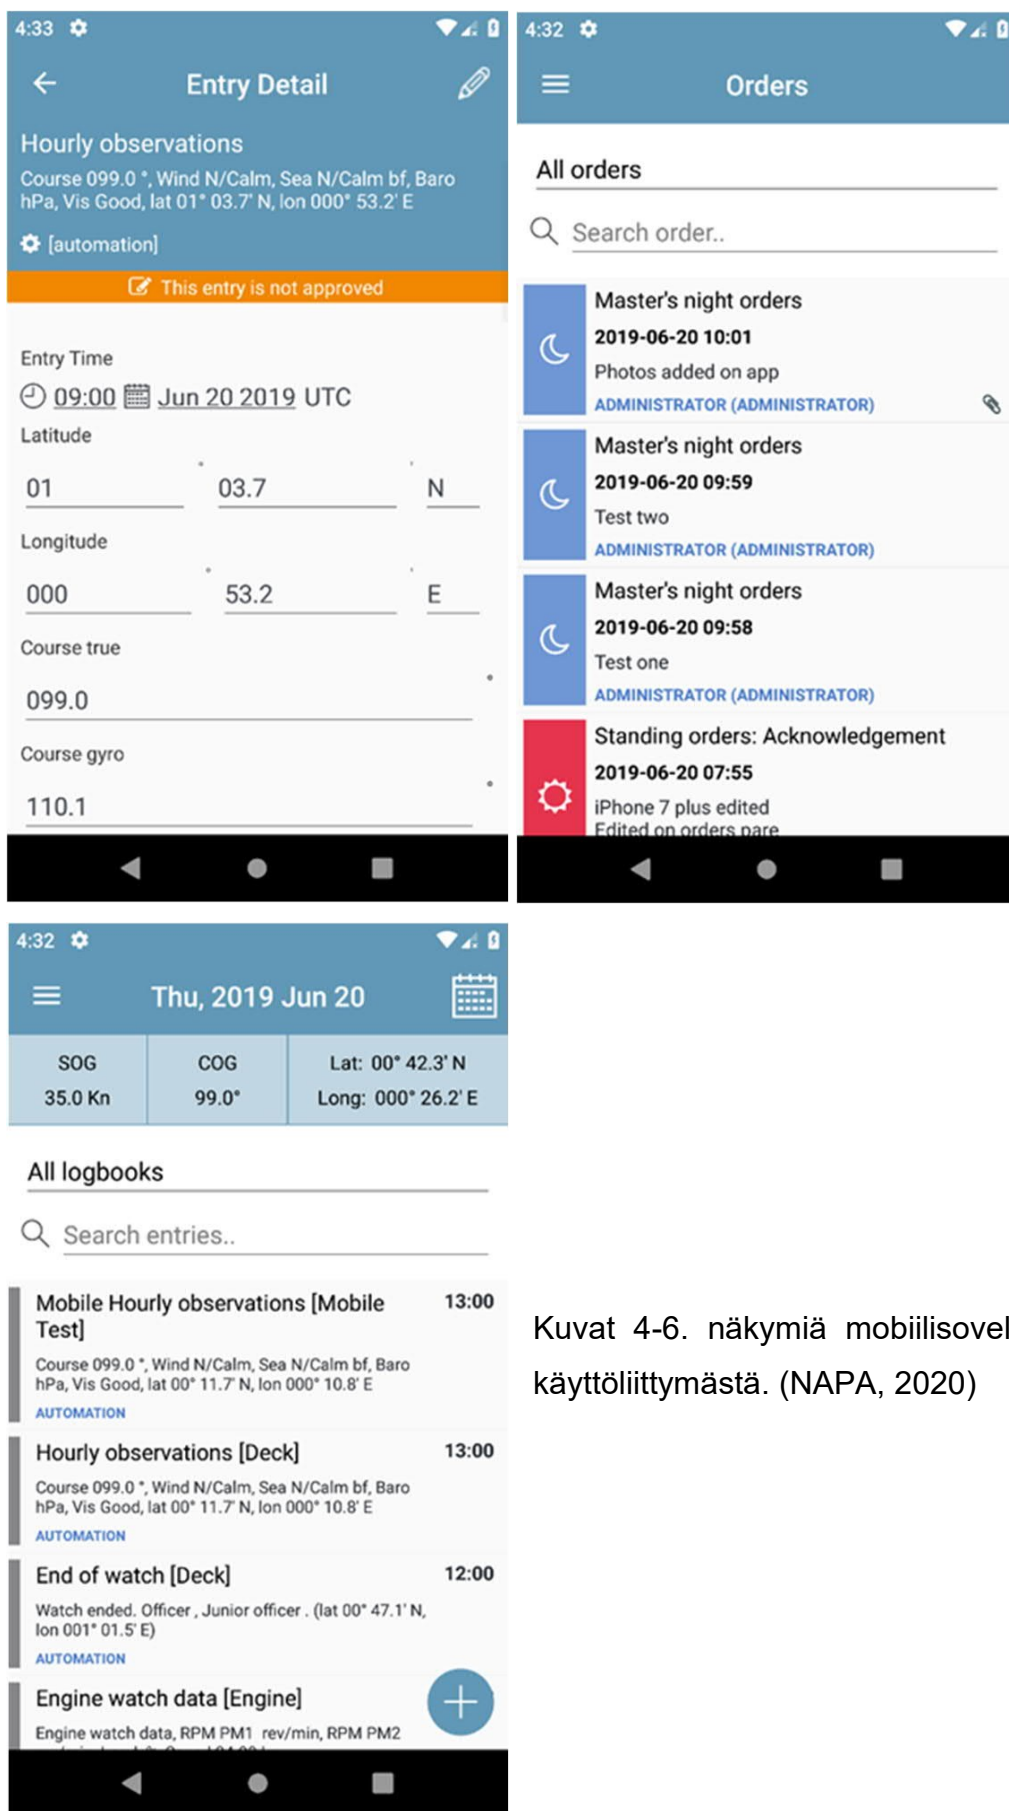 4:33
Entry Detail
Hourly observations
Course 099.0 °, Wind N/Calm, Sea N/Calm bf, Baro
hPa, Vis Good, lat 01° 03.7' N, lon 000° 53.2' E
[automation]
This entry is not approved
Entry Time
09:00 Jun 20 2019 UTC
Latitude
01 ° 03.7 ' N
Longitude
000 ° 53.2 ' E
Course true
099.0 °
Course gyro
110.1 °
4:32
Orders
All orders
Search order..
Master's night orders
2019-06-20 10:01
Photos added on app
ADMINISTRATOR (ADMINISTRATOR)
Master's night orders
2019-06-20 09:59
Test two
ADMINISTRATOR (ADMINISTRATOR)
Master's night orders
2019-06-20 09:58
Test one
ADMINISTRATOR (ADMINISTRATOR)
Standing orders: Acknowledgement
2019-06-20 07:55
iPhone 7 plus edited
Edited on orders pare
4:32
Thu, 2019 Jun 20
SOG COG Lat: 00° 42.3' N
35.0 Kn 99.0° Long: 000° 26.2' E
All logbooks
Search entries..
Mobile Hourly observations [Mobile 13:00
Test]
Course 099.0 °, Wind N/Calm, Sea N/Calm bf, Baro
hPa, Vis Good, lat 00° 11.7' N, lon 000° 10.8' E
AUTOMATION
Hourly observations [Deck] 13:00
Course 099.0 °, Wind N/Calm, Sea N/Calm bf, Baro
hPa, Vis Good, lat 00° 11.7' N, lon 000° 10.8' E
AUTOMATION
End of watch [Deck] 12:00
Watch ended. Officer , Junior officer . (lat 00° 47.1' N,
lon 001° 01.5' E)
AUTOMATION
Engine watch data [Engine]
Engine watch data, RPM PM1 rev/min, RPM PM2
Kuvat 4-6. näkymiä mobiilisovel
käyttöliittymästä. (NAPA, 2020)